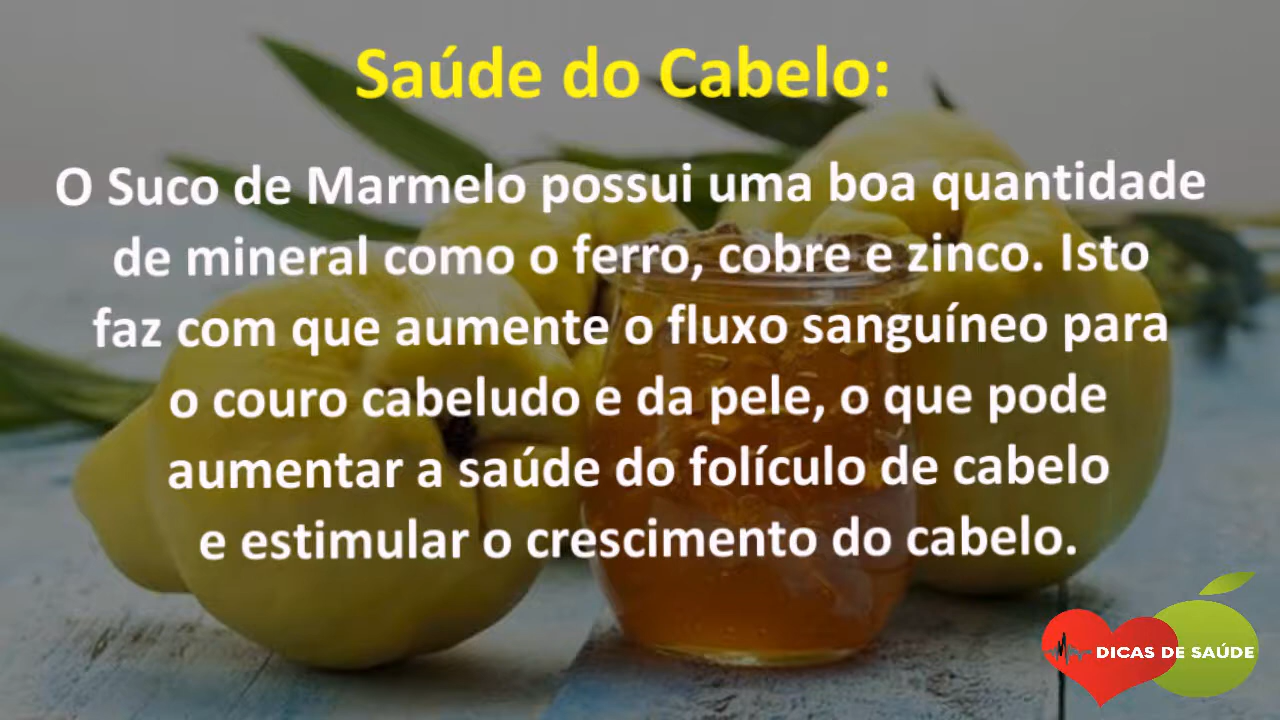 Saúde do Cabelo:
O Suco de Marmelo possui uma boa quantidade
de mineral como o ferro, cobre e zinco. Isto
faz com que aumente o fluxo sanguíneo para
o couro cabeludo e da pele, o que pode
aumentar a saúde do folículo de cabelo
e estimular o crescimento do cabelo.
DICAS DE SAÚDE